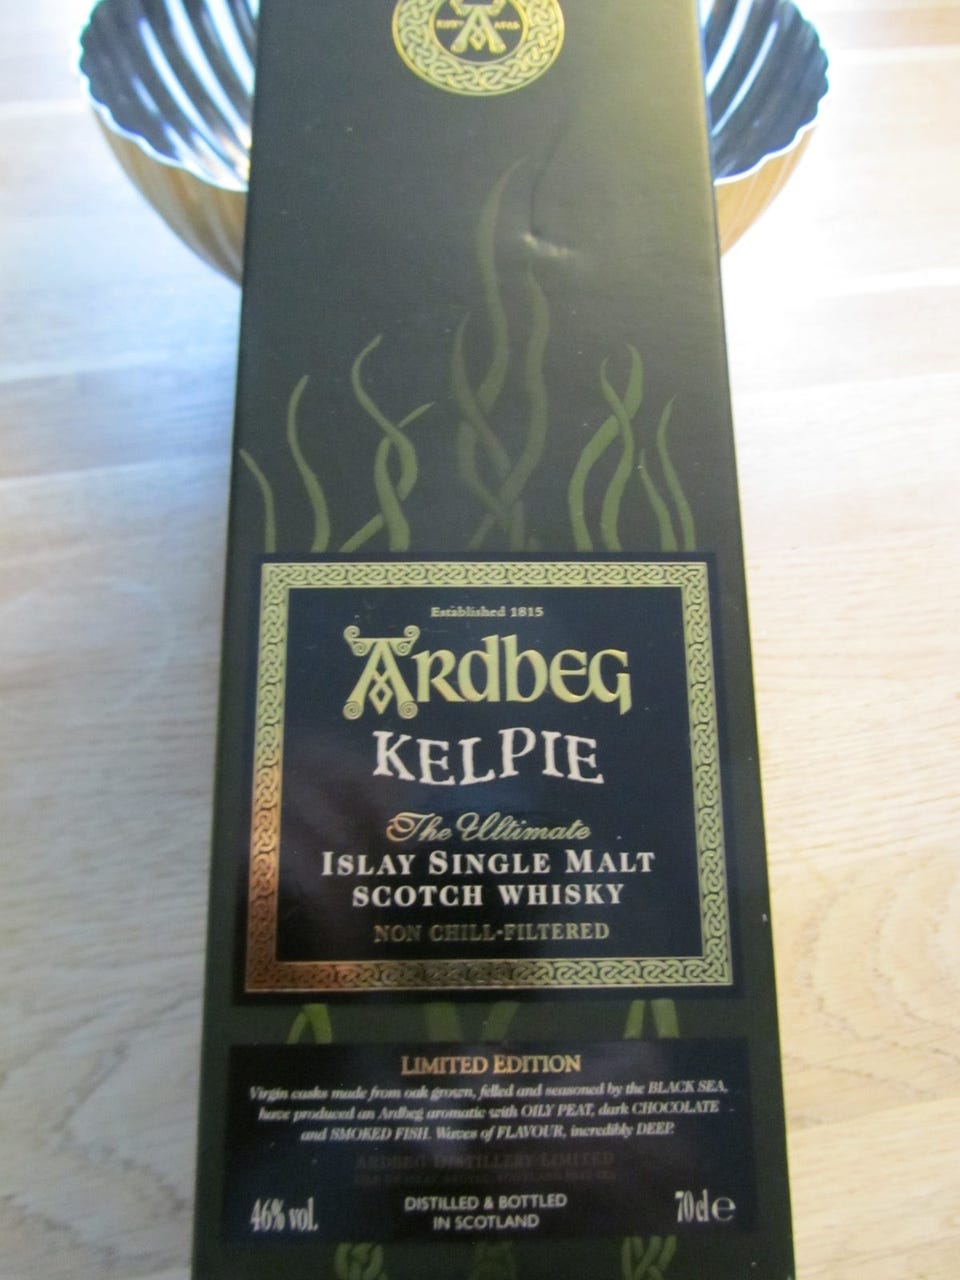 Established 1815
ARDBEG
KELPIE
The Ultimate
ISLAY SINGLE MALT
SCOTCH WHISKY
NON CHILL-FILTERED
LIMITED EDITION
Virgin casks made from oak grown, felled and seasoned by the BLACK SEA,
have produced an Ardbeg aromatic with OILY PEAT, dark CHOCOLATE
and SMOKED FISH. Waves of FLAVOUR, incredibly DEEP.
ARDBEG DISTILLERY LIMITED
46% vol.
DISTILLED & BOTTLED
IN SCOTLAND
70cl e